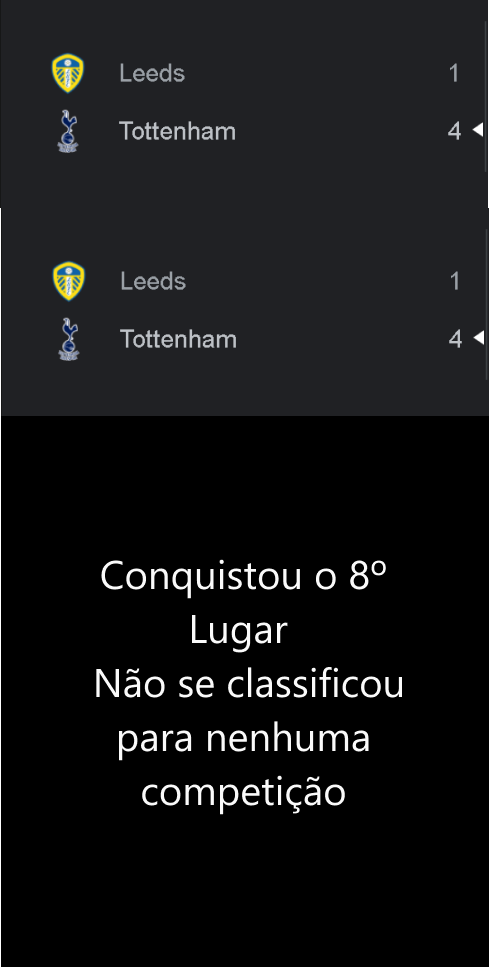 Leeds 1
Tottenham 4
Leeds 1
Tottenham 4
Conquistou o 8º
Lugar
Não se classificou
para nenhuma
competição